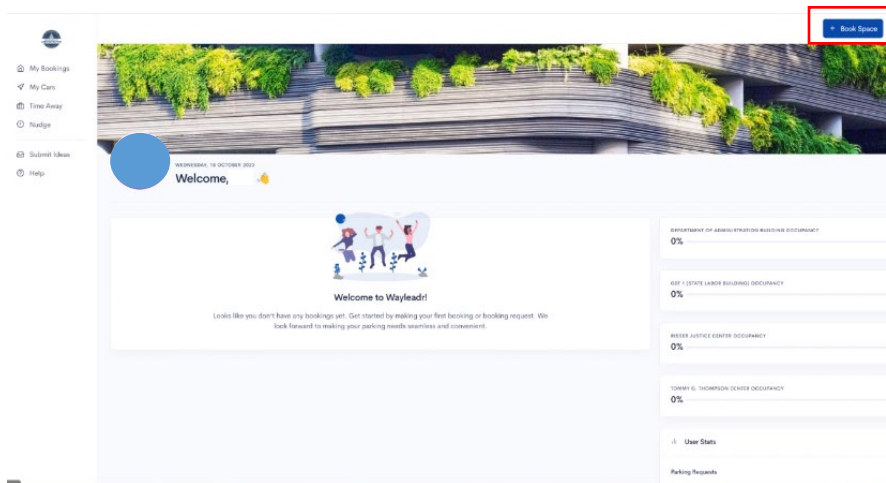 + Book Space
My Bookings
My Cars
Time Away
Nudge
Submit Ideas
Help
WEDNESDAY, 18 OCTOBER 2023
Welcome,
Welcome to Wayleadr!
Looks like you don't have any bookings yet. Get started by making your first booking or booking request. We
look forward to making your parking needs seamless and convenient.
DEPARTMENT OF ADMINISTRATION BUILDING OCCUPANCY
0%
GEF 1 (STATE LABOR BUILDING) OCCUPANCY
0%
RISSER JUSTICE CENTER OCCUPANCY
0%
TOMMY G. THOMPSON CENTER OCCUPANCY
0%
User Stats
Parking Requests